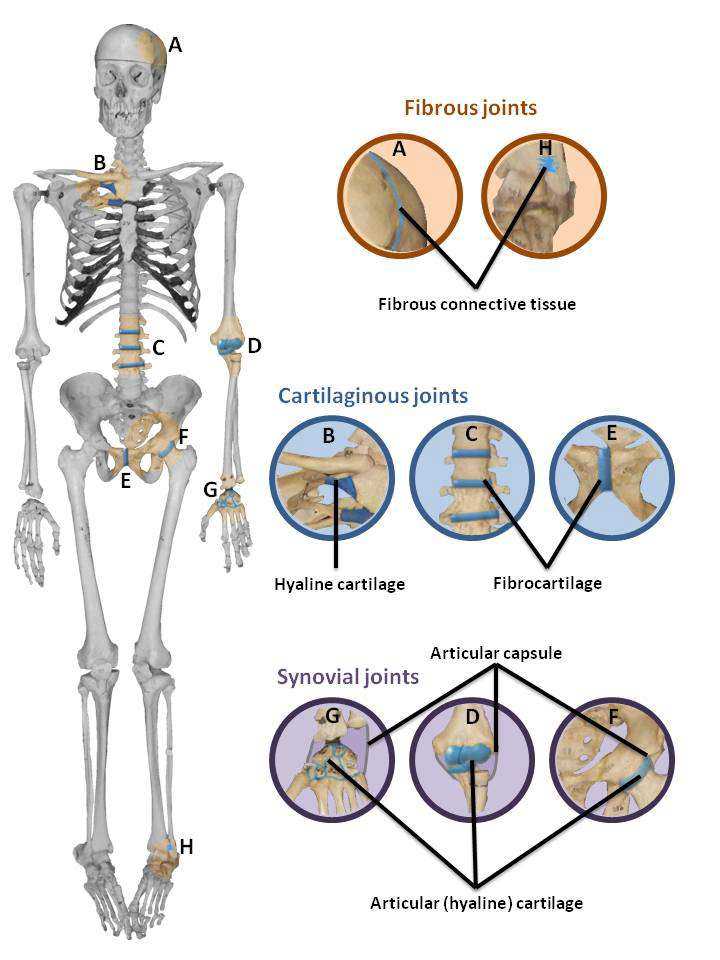 A
B
C
D
E
F
G
H
Fibrous joints
A
H
Fibrous connective tissue
Cartilaginous joints
B
C
E
Hyaline cartilage
Fibrocartilage
Articular capsule
Synovial joints
G
D
F
Articular (hyaline) cartilage